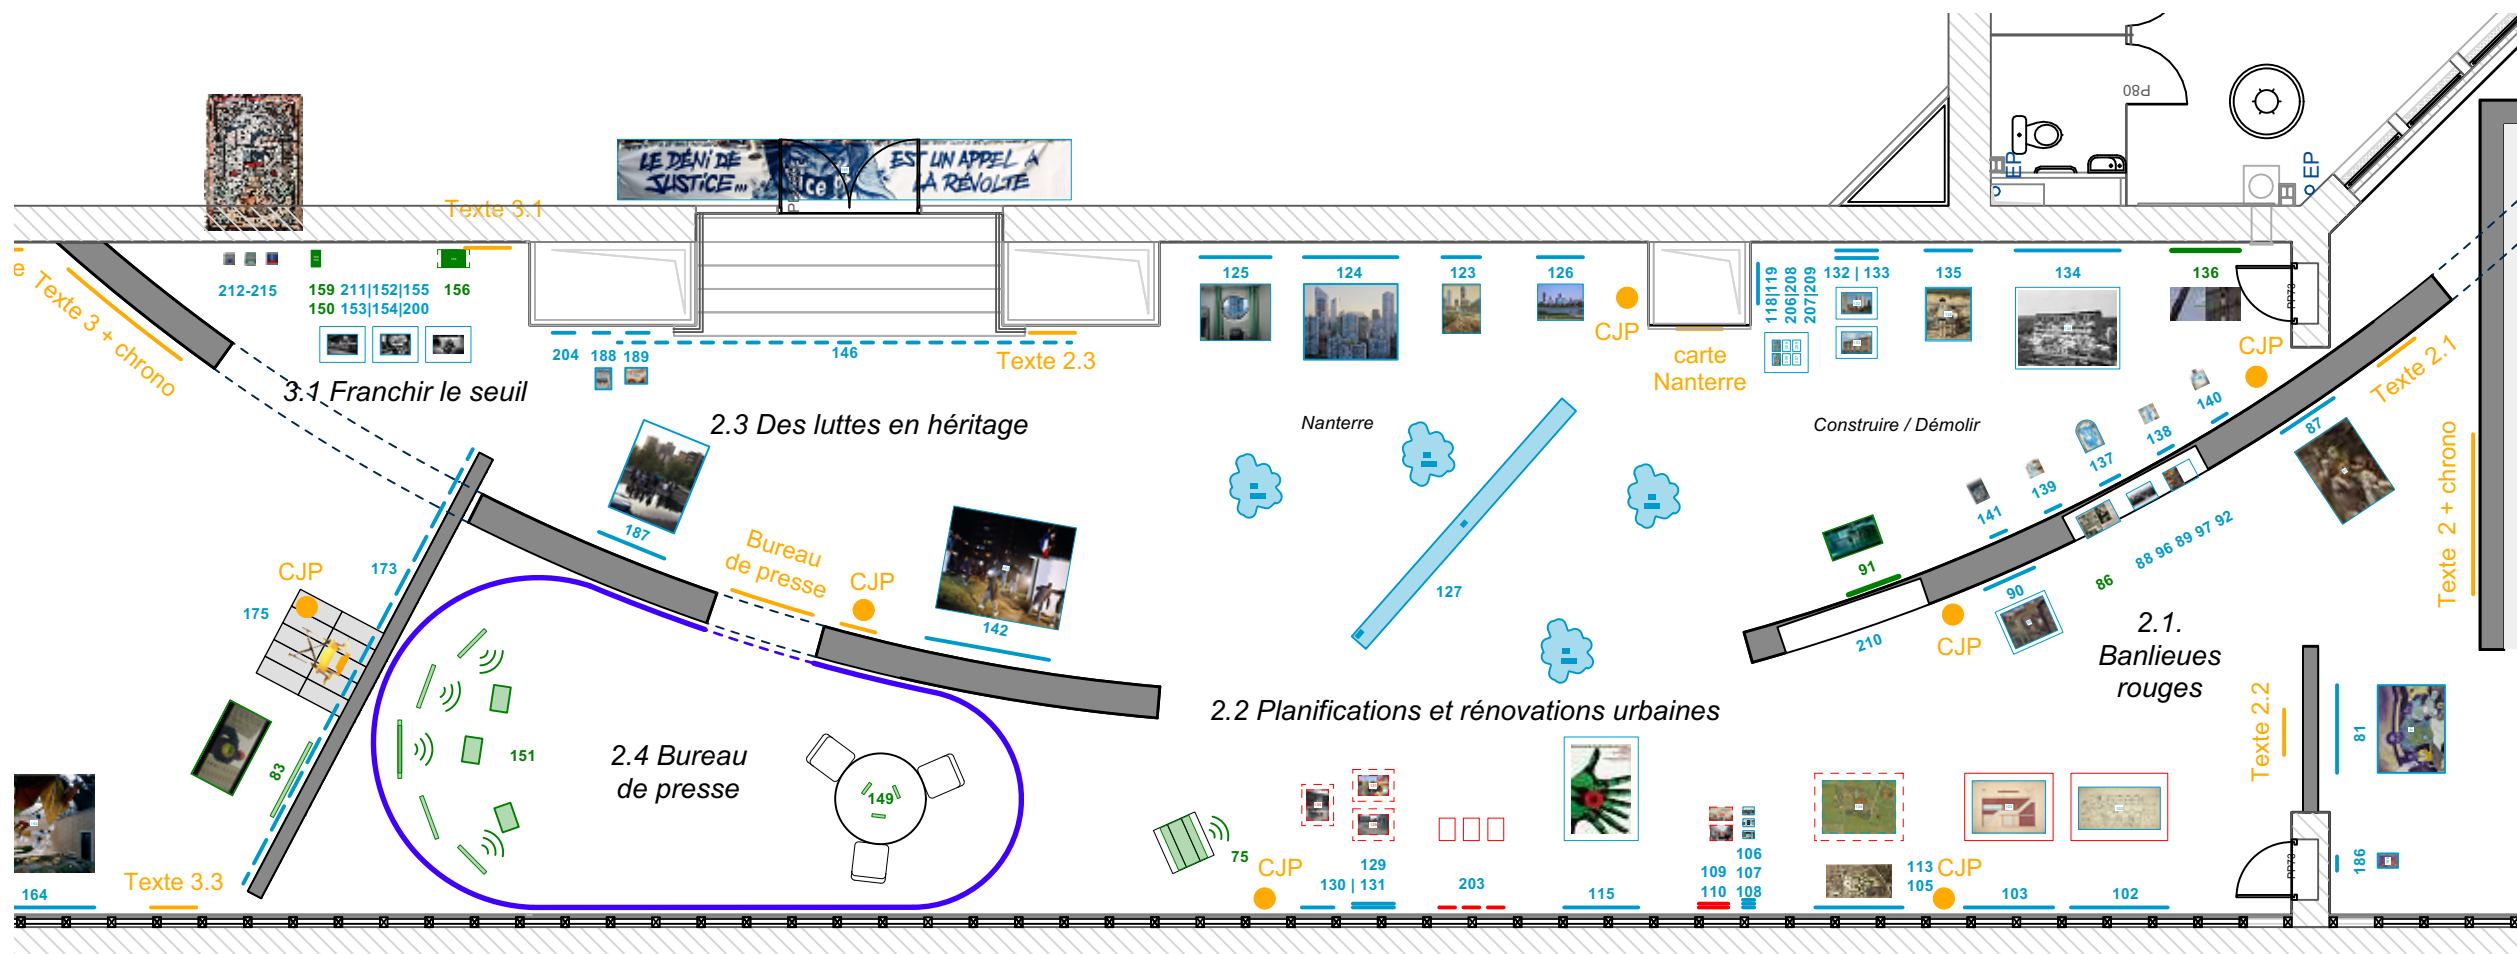 P80
EP
o EP
LE DÉNI DE
JUSTICE...
ice
EST UN APPEL A
LA RÉVOLTE
Texte 3.1
e
Texte 3 + chrono
212-215
159 211|152|155
150 153|154|200
156
204 188 189
146
Texte 2.3
125
124
123
126
CJP
carte
Nanterre
118|119
206|208
207|209
132 | 133
135
134
136
PP70
CJP
Texte 2.1
3.1 Franchir le seuil
2.3 Des luttes en héritage
Nanterre
Construire / Démolir
140
138
137
139
141
87
88 96 89 97 92
86
91
90
210
CJP
Texte 2 + chrono
2.1.
Banlieues
rouges
187
Bureau
de presse
CJP
142
127
173
CJP
175
83
2.2 Planifications et rénovations urbaines
2.4 Bureau
de presse
151
149
75
CJP
Texte 2.2
81
186
PP70
164
Texte 3.3
129
130 | 131
203
115
109
110
106
107
108
113
105
CJP
103
102